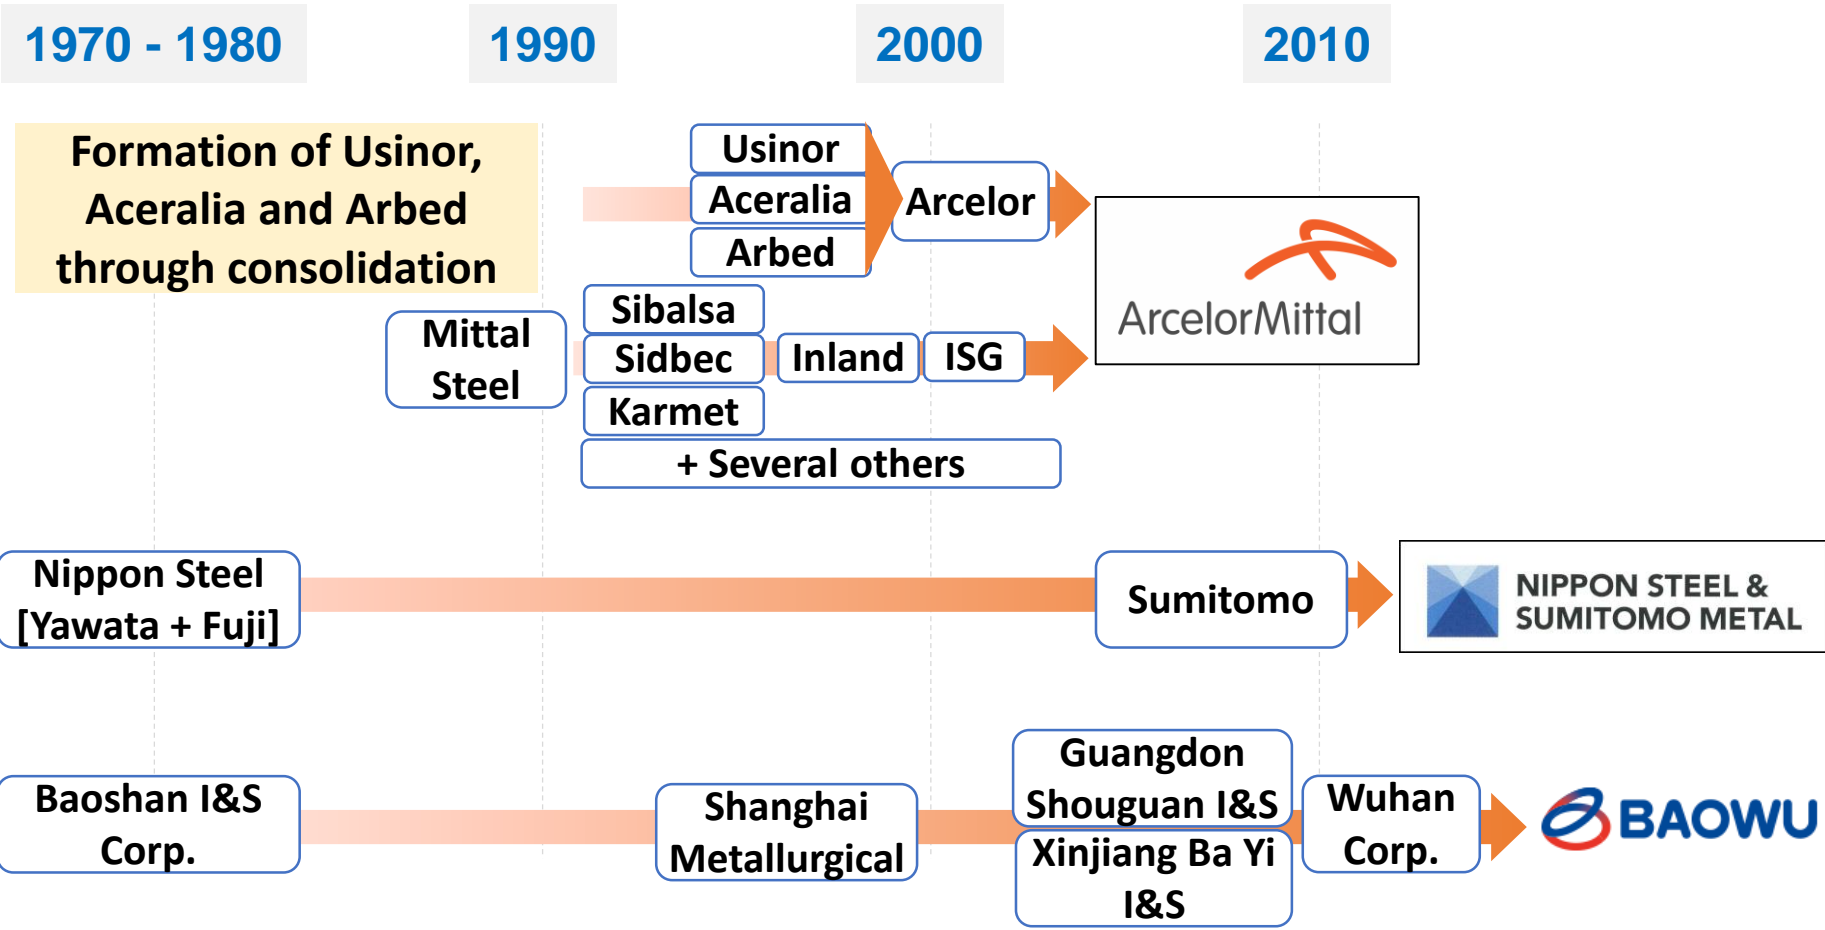 1970 - 1980
1990
2000
2010
Formation of Usinor,
Aceralia and Arbed
through consolidation
Usinor
Aceralia
Arbed
Arcelor
ArcelorMittal
Mittal
Steel
Sibalsa
Sidbec
Karmet
Inland
ISG
+ Several others
Nippon Steel
[Yawata + Fuji]
Sumitomo
NIPPON STEEL &
SUMITOMO METAL
Baoshan I&S
Corp.
Shanghai
Metallurgical
Guangdon
Shouguan I&S
Xinjiang Ba Yi
I&S
Wuhan
Corp.
BAOWU